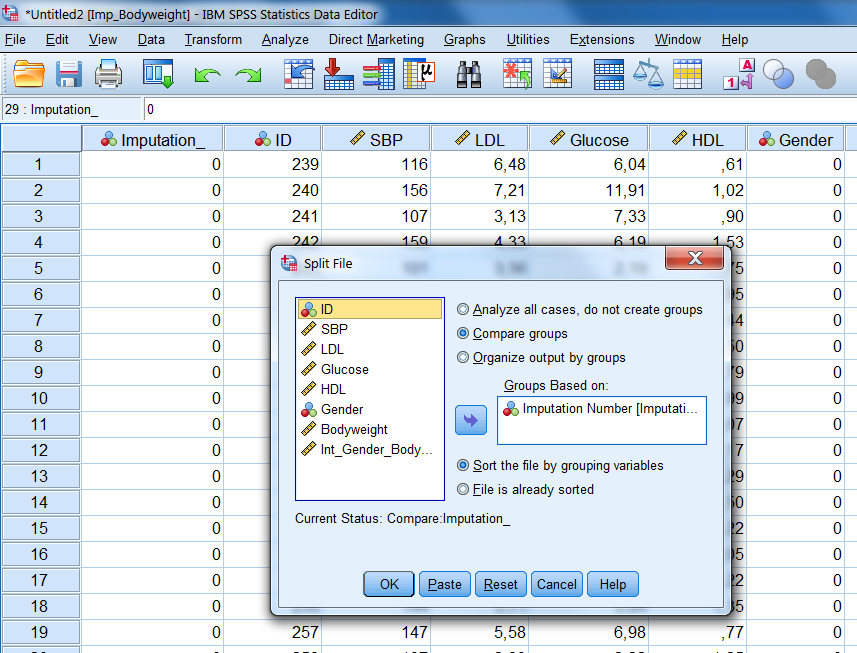 *Untitled2 [Imp_Bodyweight] - IBM SPSS Statistics Data Editor
File Edit View Data Transform Analyze Direct Marketing Graphs Utilities Extensions Window Help
29 : Imputation_ 0
Imputation_ ID SBP LDL Glucose HDL Gender
1 0 239 116 6,48 6,04 ,61 0
2 0 240 156 7,21 11,91 1,02 0
3 0 241 107 3,13 7,33 ,90 0
4 0 242 159 4,33 6,19 1,53 0
5 0 75 0
6 0 95 0
7 0 44 0
8 0 50 0
9 0 79 0
10 0 99 0
11 0 07 0
12 0 7 0
13 0 29 0
14 0 50 0
15 0 22 0
16 0 05 0
17 0 22 0
18 0 35 0
19 0 257 147 5,58 6,98 ,77 0
Split File
ID
SBP
LDL
Glucose
HDL
Gender
Bodyweight
Int_Gender_Body...
Analyze all cases, do not create groups
Compare groups
Organize output by groups
Groups Based on:
Imputation Number [Imputati...
Sort the file by grouping variables
File is already sorted
Current Status: Compare:Imputation_
OK Paste Reset Cancel Help